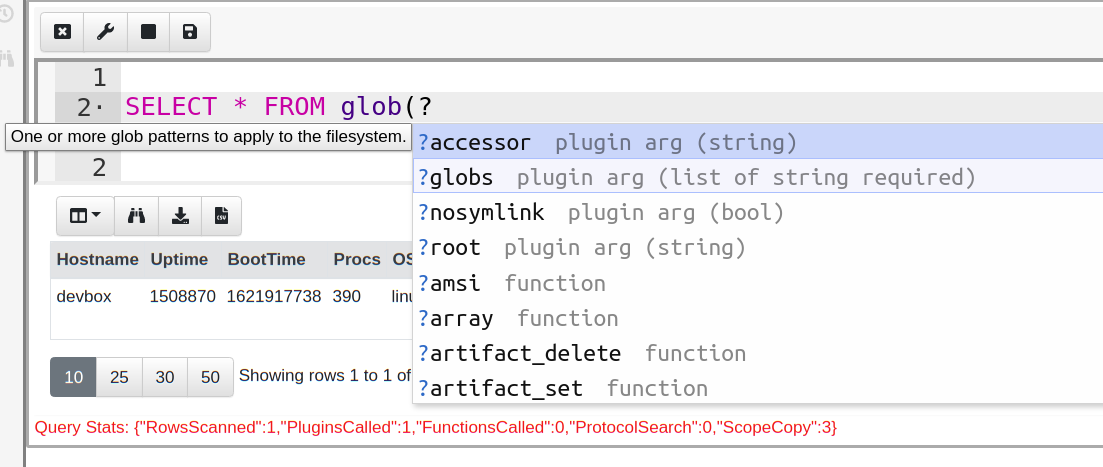 1
2· SELECT * FROM glob(?
One or more glob patterns to apply to the filesystem.
?accessor plugin arg (string)
2
?globs plugin arg (list of string required)
?nosymlink plugin arg (bool)
?root plugin arg (string)
?amsi function
?array function
?artifact_delete function
?artifact_set function
CSV
Hostname Uptime BootTime Procs OS
devbox 1508870 1621917738 390 linu
10 25 30 50 Showing rows 1 to 1 of
Query Stats: {"RowsScanned":1,"PluginsCalled":1,"FunctionsCalled":0,"ProtocolSearch":0,"ScopeCopy":3}